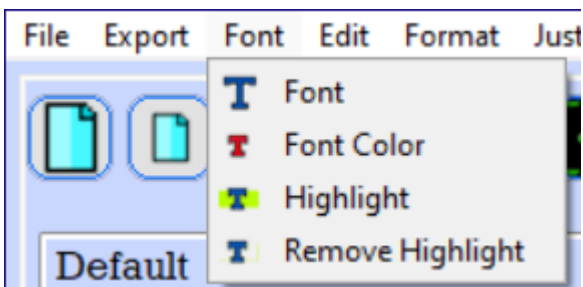 File Export Font Edit Format Just
Font
Font Color
Highlight
Remove Highlight
Default